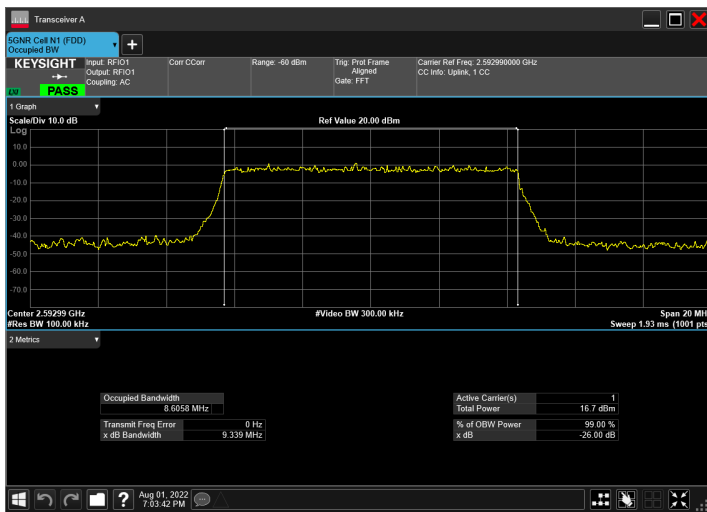 Transceiver A
5GNR Cell N1 (FDD)
Occupied BW
KEYSIGHT
LXI
PASS
Input: RFIO1
Output: RFIO1
Coupling: AC
Corr CCorr
Range: -60 dBm
Trig: Prot Frame
Aligned
Gate: FFT
Carrier Ref Freq: 2.592990000 GHz
CC Info: Uplink, 1 CC
1 Graph
Scale/Div 10.0 dB
Ref Value 20.00 dBm
Log
10.0
0.00
-10.0
-20.0
-30.0
-40.0
-50.0
-60.0
-70.0
Center 2.59299 GHz
#Video BW 300.00 kHz
Span 20 MH
#Res BW 100.00 kHz
Sweep 1.93 ms (1001 pts
2 Metrics
Occupied Bandwidth
8.6058 MHz
Transmit Freq Error 0 Hz
x dB Bandwidth 9.339 MHz
Active Carrier(s) 1
Total Power 16.7 dBm
% of OBW Power 99.00 %
x dB -26.00 dB
?
Aug 01, 2022
7:03:42 PM